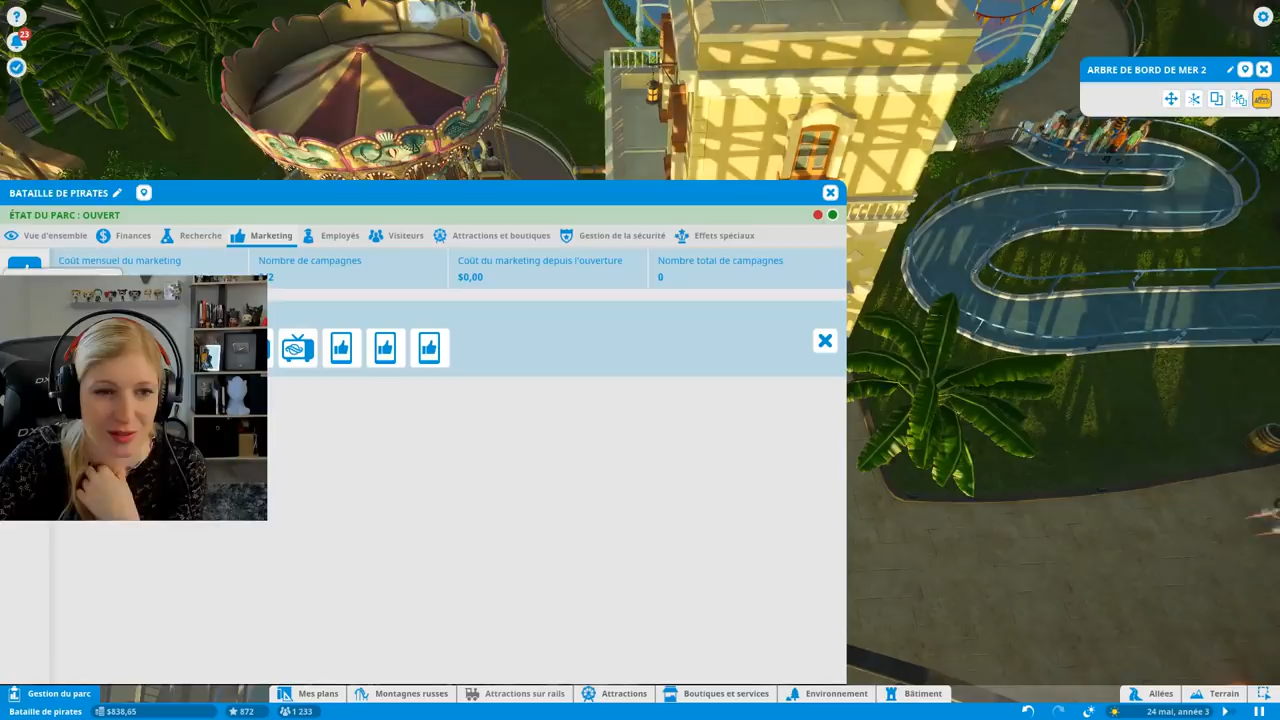 ?
23
ARBRE DE BORD DE MER 2
BATAILLE DE PIRATES
ÉTAT DU PARC : OUVERT
Vue d'ensemble
Finances
Recherche
Marketing
Employés
Visiteurs
Attractions et boutiques
Gestion de la sécurité
Effets spéciaux
Coût mensuel du marketing
Nombre de campagnes
Coût du marketing depuis l'ouverture
Nombre total de campagnes
$0,00
0
Gestion du parc
Mes plans
Montagnes russes
Attractions sur rails
Attractions
Boutiques et services
Environnement
Bâtiment
Allées
Terrain
Bataille de pirates
$838,65
872
1 233
24 mai, année 3